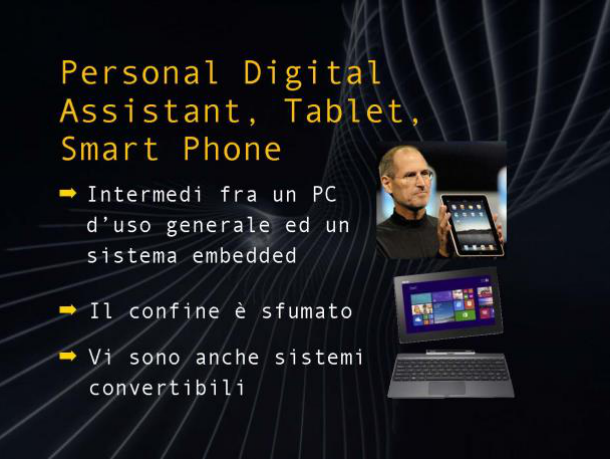 Personal Digital
Assistant, Tablet,
Smart Phone
➡ Intermedi fra un PC
d’uso generale ed un
sistema embedded
➡ Il confine è sfumato
➡ Vi sono anche sistemi
convertibili